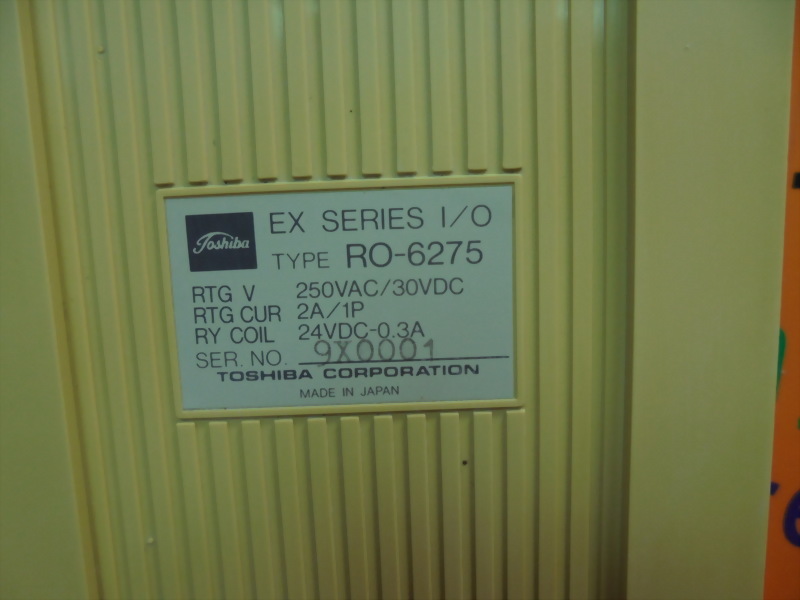 Toshiba
EX SERIES I/O
TYPE RO-6275
RTG V 250VAC/30VDC
RTG CUR 2A/1P
RY COIL 24VDC-0.3A
SER. NO. 9X0001
TOSHIBA CORPORATION
MADE IN JAPAN